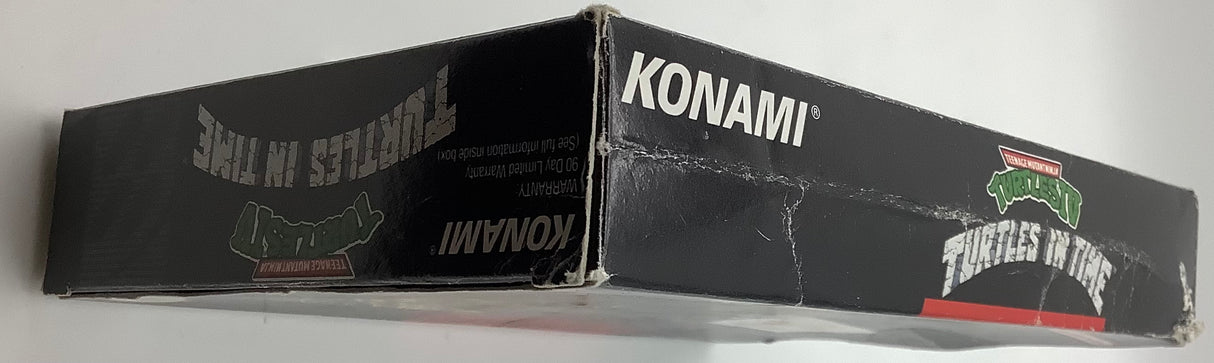 KONAMI®
TEENAGE MUTANT NINJA
TURTLES IV
TURTLES IN TIME
KONAMI®
WARRANTY:
90 Day Limited Warranty
(See full information inside box)
TEENAGE MUTANT NINJA
TURTLES IV
TURTLES IN TIME